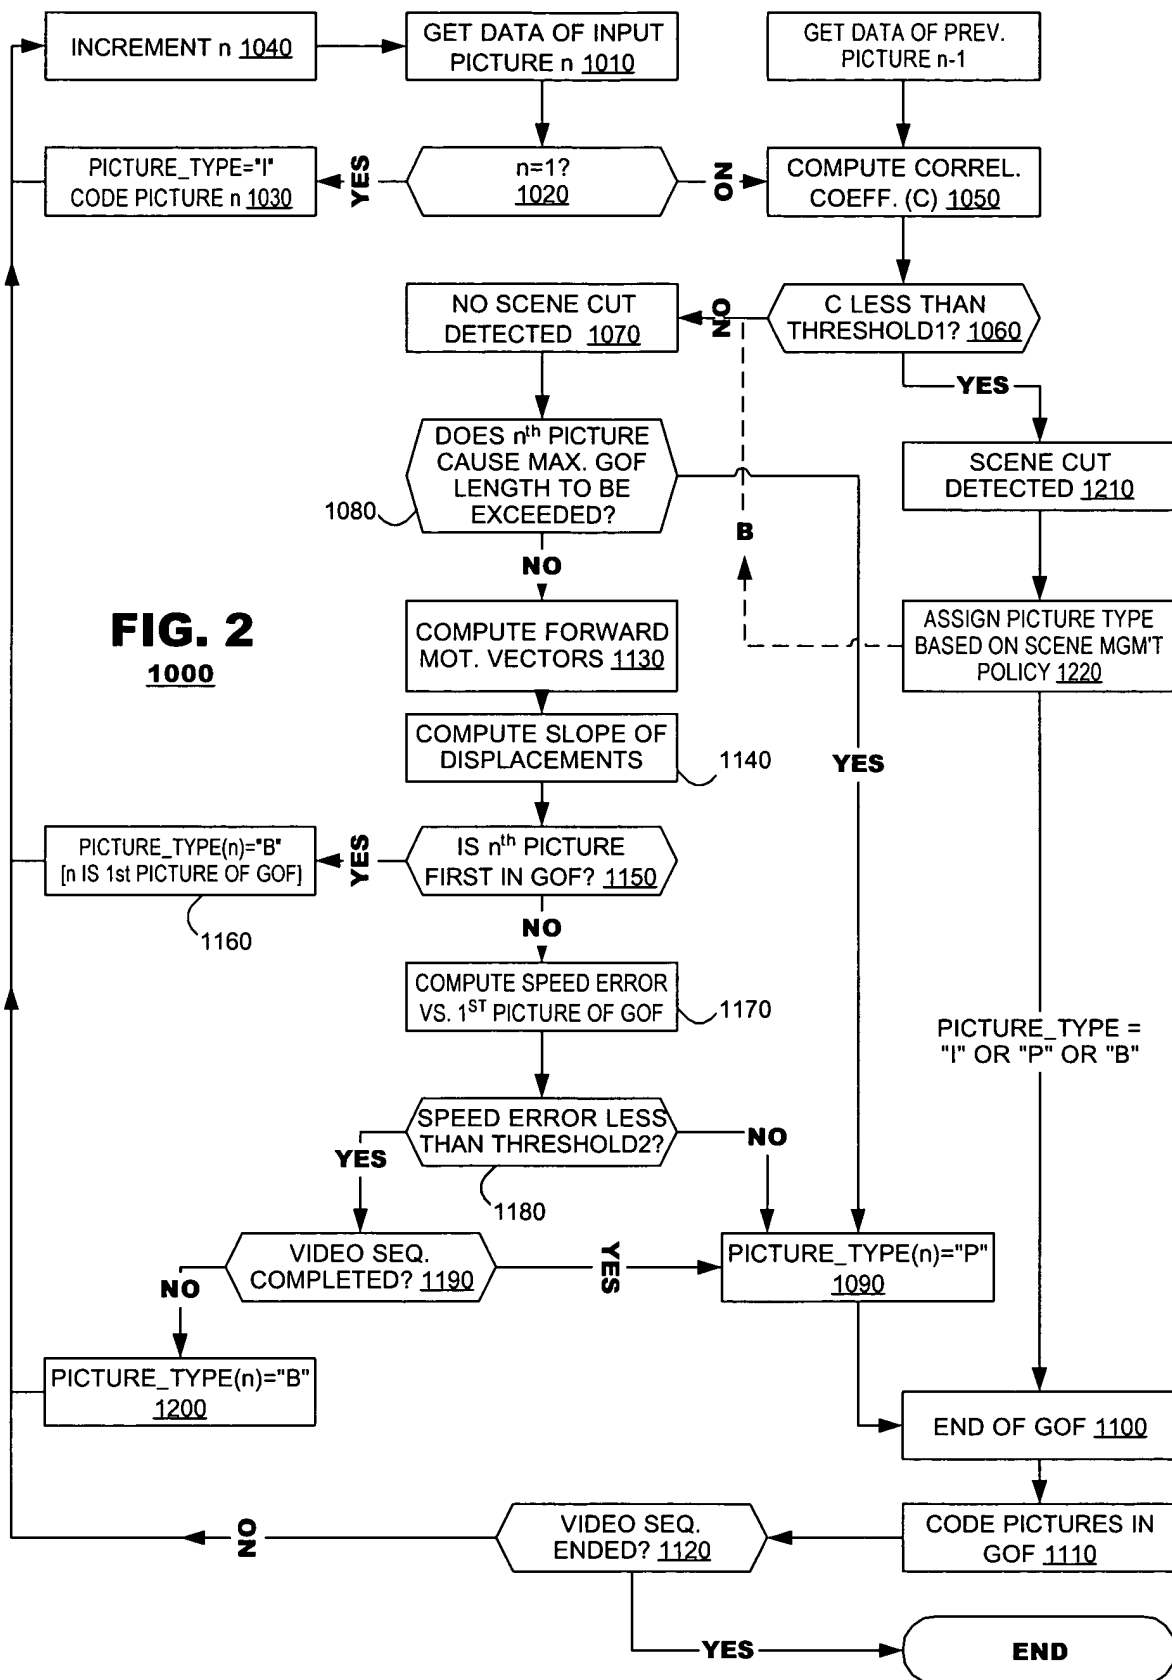 INCREMENT n 1040
GET DATA OF INPUT
PICTURE n 1010
GET DATA OF PREV.
PICTURE n-1
PICTURE_TYPE="I"
CODE PICTURE n 1030
YES
n=1?
1020
NO
COMPUTE CORREL.
COEFF. (C) 1050
NO SCENE CUT
DETECTED 1070
NO
C LESS THAN
THRESHOLD1? 1060
YES
DOES nth PICTURE
CAUSE MAX. GOF
LENGTH TO BE
EXCEEDED?
1080
SCENE CUT
DETECTED 1210
B
NO
FIG. 2
1000
COMPUTE FORWARD
MOT. VECTORS 1130
ASSIGN PICTURE TYPE
BASED ON SCENE MGM'T
POLICY 1220
COMPUTE SLOPE OF
DISPLACEMENTS
1140
YES
PICTURE_TYPE(n)="B"
[n IS 1st PICTURE OF GOF]
1160
YES
IS nth PICTURE
FIRST IN GOF? 1150
NO
COMPUTE SPEED ERROR
VS. 1ST PICTURE OF GOF
1170
PICTURE_TYPE =
"I" OR "P" OR "B"
SPEED ERROR LESS
THAN THRESHOLD2?
1180
YES
NO
VIDEO SEQ.
COMPLETED? 1190
YES
PICTURE_TYPE(n)="P"
1090
NO
PICTURE_TYPE(n)="B"
1200
END OF GOF 1100
NO
VIDEO SEQ.
ENDED? 1120
CODE PICTURES IN
GOF 1110
YES
END